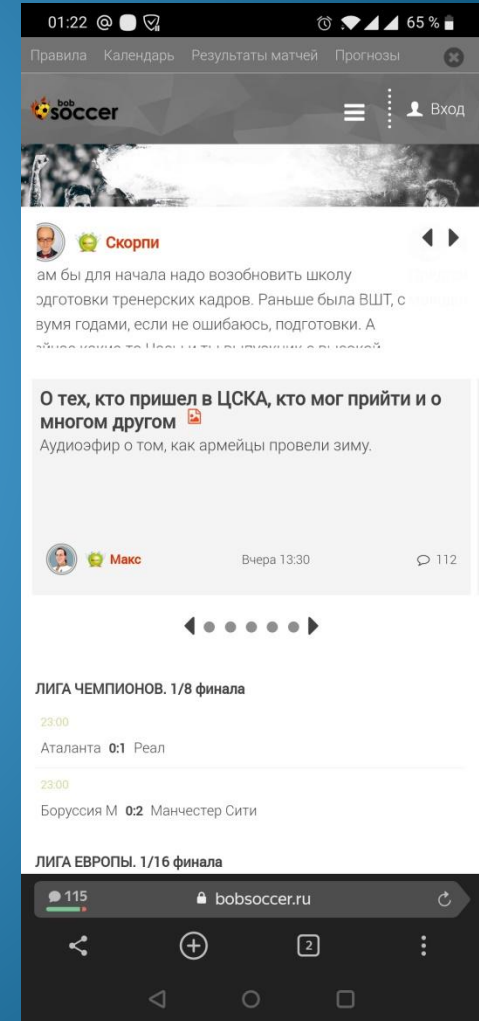 01:22 @ 65 %
Правила Календарь Результаты матчей Прогнозы
bob
soccer Вход
Скорпи
ам бы для начала надо возобновить школу
одготовки тренерских кадров. Раньше была ВШТ, с
вумя годами, если не ошибаюсь, подготовки. А
О тех, кто пришел в ЦСКА, кто мог прийти и о
многом другом
Аудиоэфир о том, как армейцы провели зиму.
Макс Вчера 13:30 112
ЛИГА ЧЕМПИОНОВ. 1/8 финала
23:00
Аталанта 0:1 Реал
23:00
Боруссия М 0:2 Манчестер Сити
ЛИГА ЕВРОПЫ. 1/16 финала
115 bobsoccer.ru
2